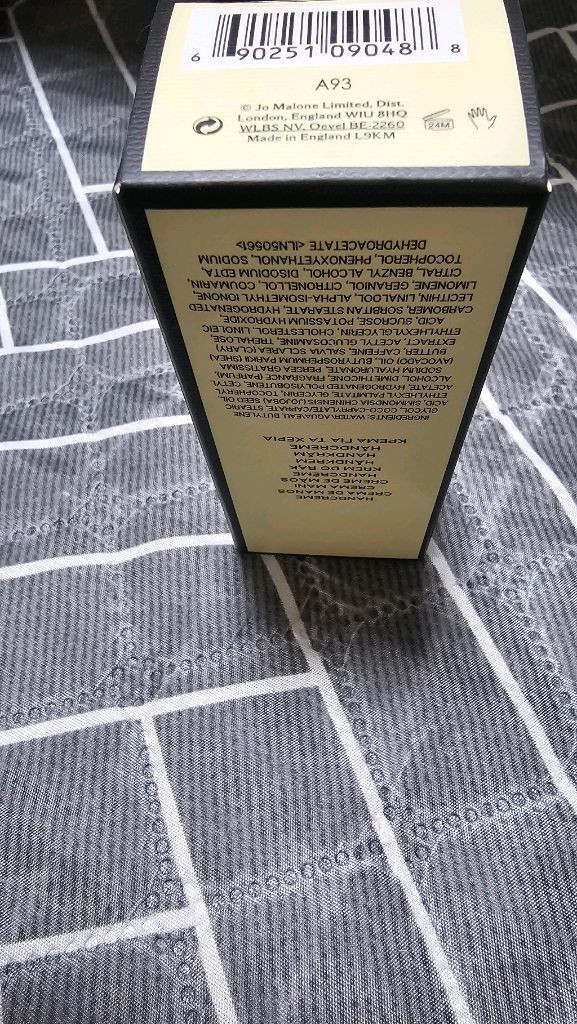 6 90251 09048 8
A93
© Jo Malone Limited, Dist.
London, England W1U 8HQ
WLBS NV, Oevel BE-2260
Made in England L9KM
24M
HANDCREME
CREMA DE MANOS
CREMA MANI
CREME DE MÃOS
HANDCRÈME
KREM DO RĄK
HÅNDKREM
HANDKRÄM
HÅNDCREME
ΚΡΕΜΑ ΓΙΑ ΤΑ ΧΕΡΙΑ
INGREDIENTS: WATER\AQUA\EAU, BUTYLENE
GLYCOL, COCO-CAPRYLATE/CAPRATE, STEARIC
ACID, SIMMONDSIA CHINENSIS (JOJOBA) SEED OIL,
ETHYLHEXYL PALMITATE, GLYCERIN, TOCOPHERYL
ACETATE, HYDROGENATED POLYISOBUTENE, CETYL
ALCOHOL, DIMETHICONE, FRAGRANCE (PARFUM),
SODIUM HYALURONATE, PERSEA GRATISSIMA
(AVOCADO) OIL, BUTYROSPERMUM PARKII (SHEA)
BUTTER, CAFFEINE, SALVIA SCLAREA (CLARY)
EXTRACT, ACETYL GLUCOSAMINE, TREHALOSE,
ETHYLHEXYLGLYCERIN, CHOLESTEROL, LINOLEIC
ACID, SUCROSE, POTASSIUM HYDROXIDE,
CARBOMER, SORBITAN STEARATE, HYDROGENATED
LECITHIN, LINALOOL, ALPHA-ISOMETHYL IONONE,
LIMONENE, GERANIOL, CITRONELLOL, COUMARIN,
CITRAL, BENZYL ALCOHOL, DISODIUM EDTA,
TOCOPHEROL, PHENOXYETHANOL, SODIUM
DEHYDROACETATE <ILN50561>